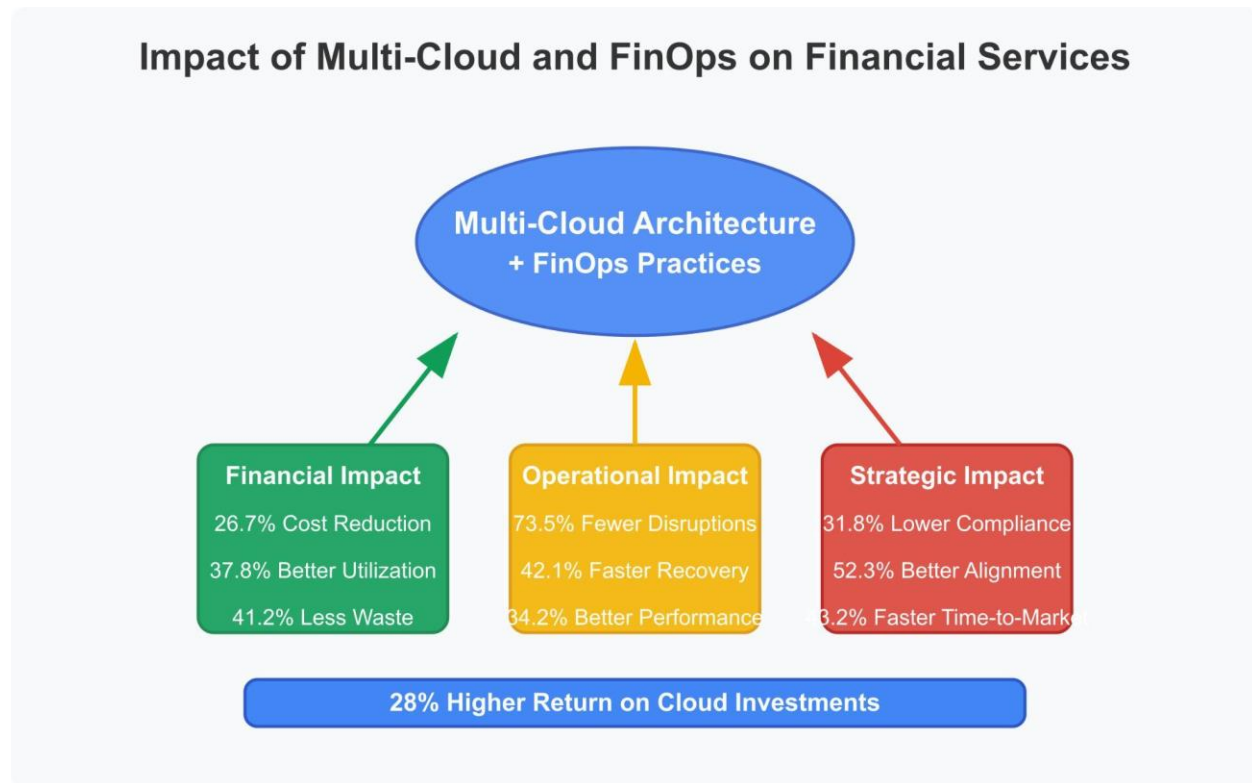 Impact of Multi-Cloud and FinOps on Financial Services
Multi-Cloud Architecture
+ FinOps Practices
Financial Impact
26.7% Cost Reduction
37.8% Better Utilization
41.2% Less Waste
Operational Impact
73.5% Fewer Disruptions
42.1% Faster Recovery
34.2% Better Performance
Strategic Impact
31.8% Lower Compliance
52.3% Better Alignment
Faster Time-to-Market
28% Higher Return on Cloud Investments